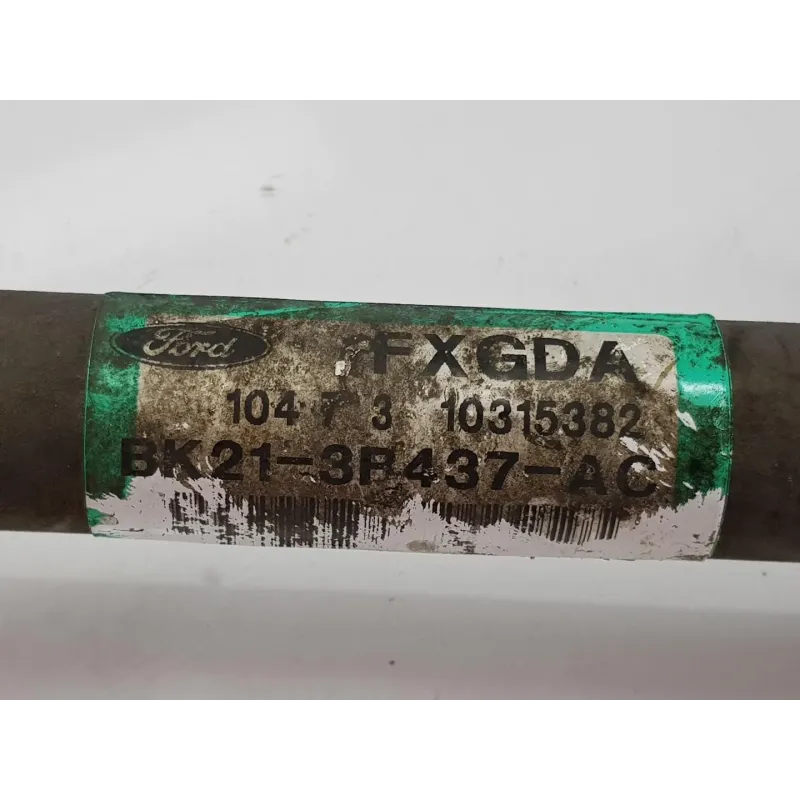 Ford
FXGDA
104 7 3 10315382
BK21-3B437-AC